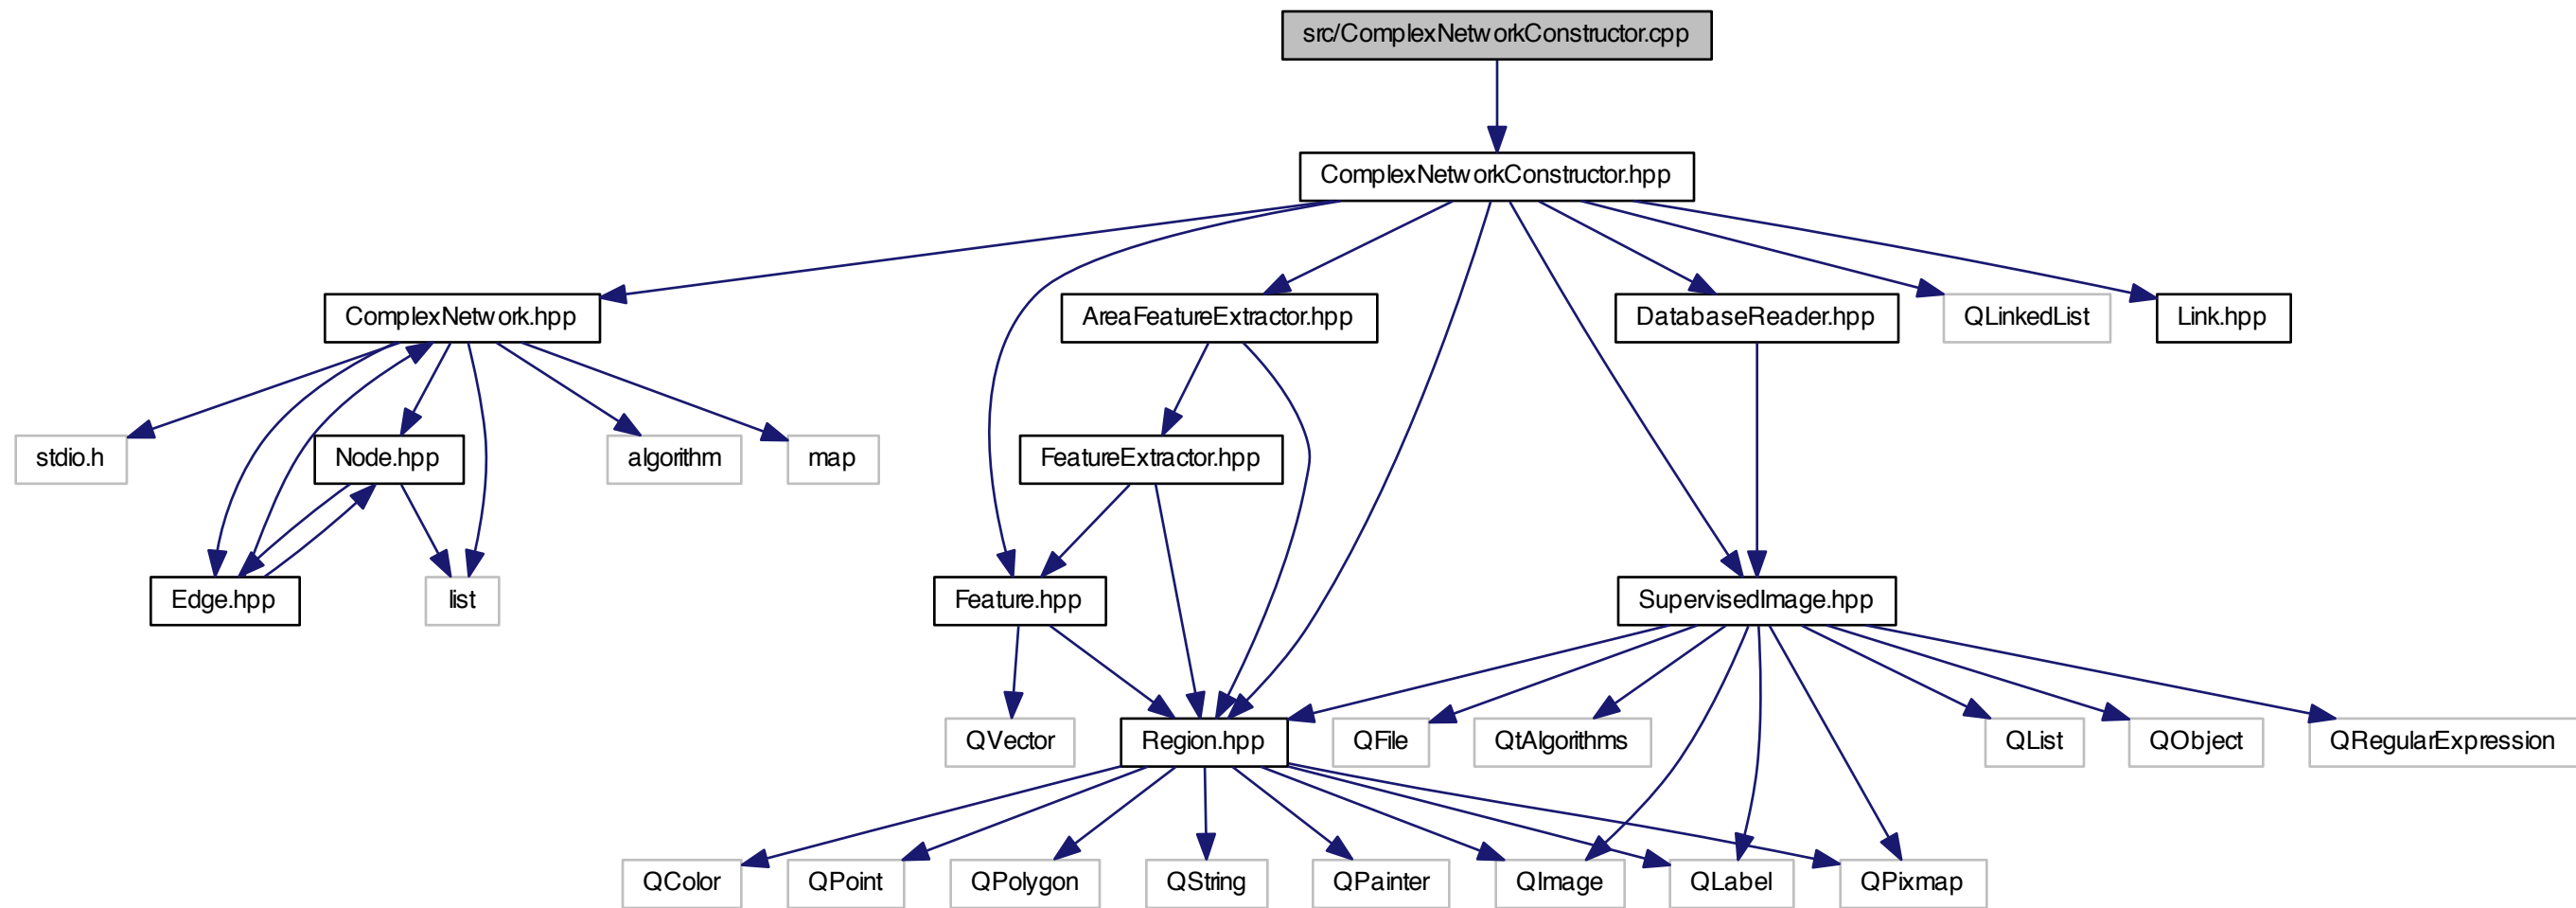 src/ComplexNetworkConstructor.cpp
ComplexNetworkConstructor.hpp
ComplexNetwork.hpp
AreaFeatureExtractor.hpp
DatabaseReader.hpp
QLinkedList
Link.hpp
stdio.h
Node.hpp
algorithm
map
FeatureExtractor.hpp
Edge.hpp
list
Feature.hpp
SupervisedImage.hpp
QVector
Region.hpp
QFile
QtAlgorithms
QList
QObject
QRegularExpression
QColor
QPoint
QPolygon
QString
QPainter
QImage
QLabel
QPixmap